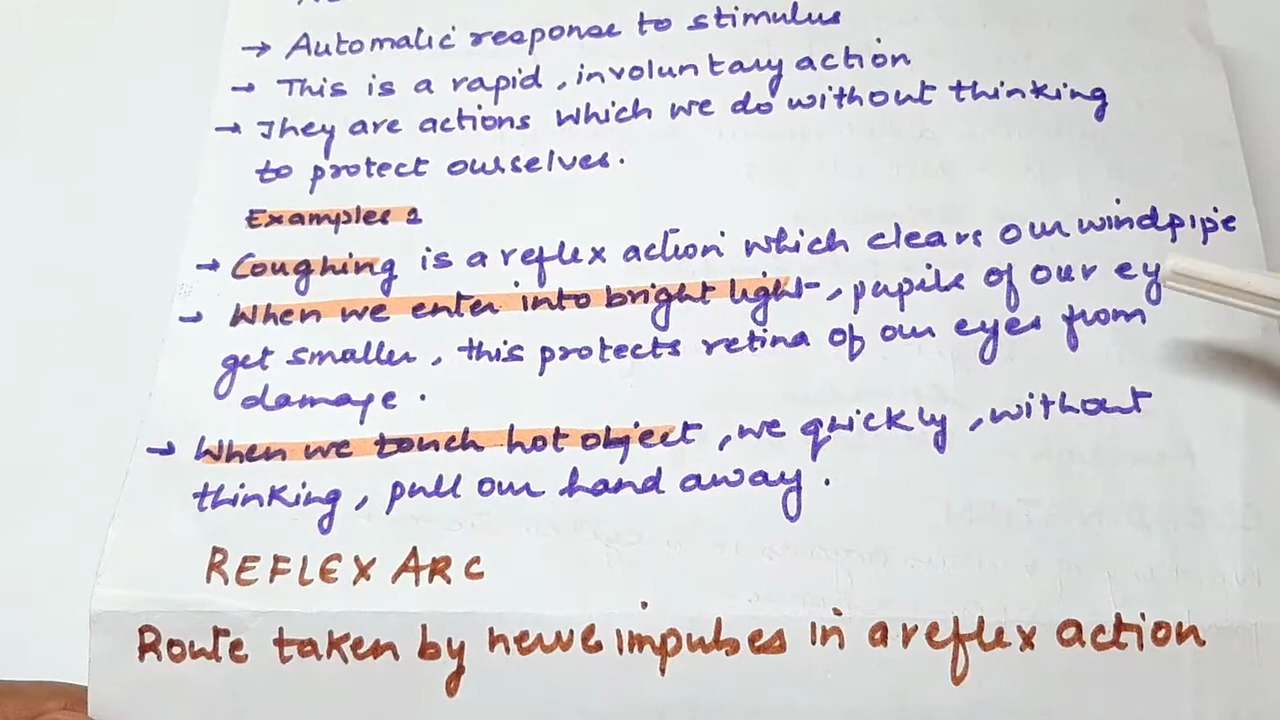 → Automatic response to stimulus
→ This is a rapid, involuntary action
→ They are actions which we do without thinking
to protect ourselves.
Examples
→ Coughing is a reflex action which clears our windpipe
→ When we enter into bright light, pupils of our ey
get smaller, this protects retina of our eyes from
damage.
→ When we touch hot object, we quickly, without
thinking, pull our hand away.
REFLEX ARC
Route taken by nerve impulses in a reflex action